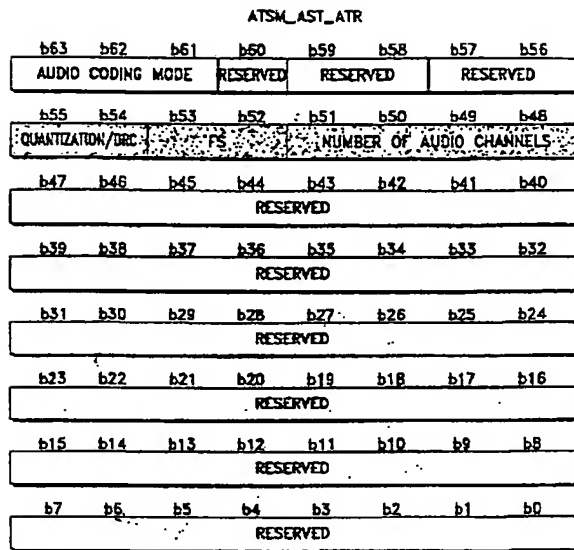 ATSM_AST_ATR
b63 b62 b61 b60 b59 b58 b57 b56
AUDIO CODING MODE RESERVED RESERVED RESERVED
b55 b54 b53 b52 b51 b50 b49 b48
QUANTIZATION/DRC FS NUMBER OF AUDIO CHANNELS
b47 b46 b45 b44 b43 b42 b41 b40
RESERVED
b39 b38 b37 b36 b35 b34 b33 b32
RESERVED
b31 b30 b29 b28 b27 b26 b25 b24
RESERVED
b23 b22 b21 b20 b19 b18 b17 b16
RESERVED
b15 b14 b13 b12 b11 b10 b9 b8
RESERVED
b7 b6 b5 b4 b3 b2 b1 b0
RESERVED